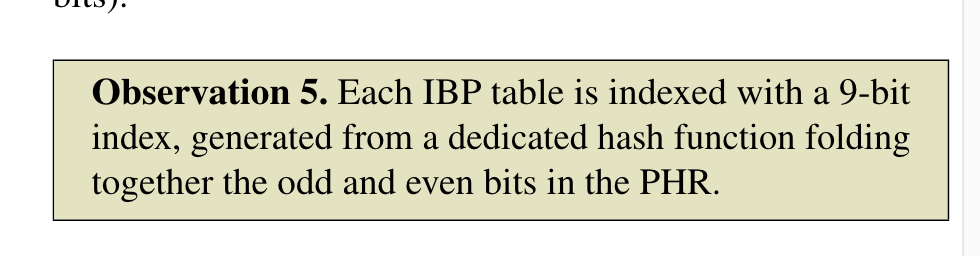 bits).
Observation 5. Each IBP table is indexed with a 9-bit
index, generated from a dedicated hash function folding
together the odd and even bits in the PHR.